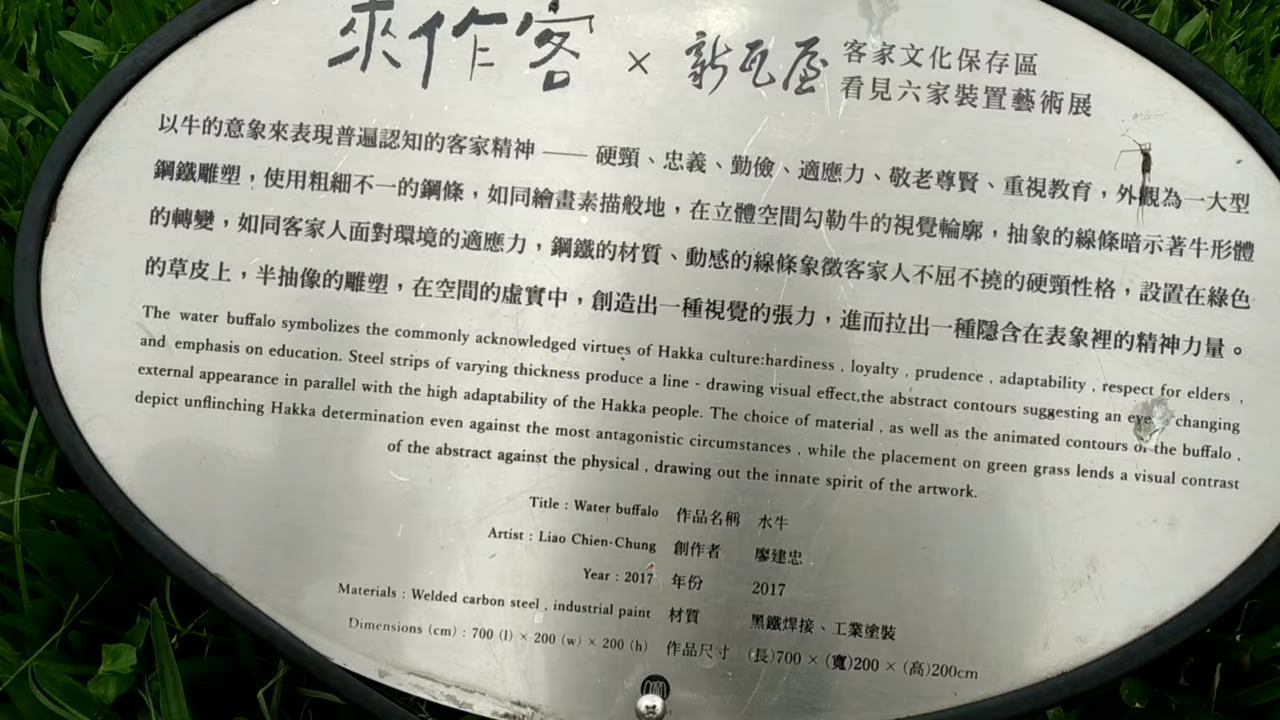 來作客 × 新瓦屋 客家文化保存區
看見六家裝置藝術展
以牛的意象來表現普遍認知的客家精神 —— 硬頸、忠義、勤儉、適應力、敬老尊賢、重視教育，外觀為一大型
鋼鐵雕塑，使用粗細不一的鋼條，如同繪畫素描般地，在立體空間勾勒牛的視覺輪廓，抽象的線條暗示著牛形體
的轉變，如同客家人面對環境的適應力，鋼鐵的材質、動感的線條象徵客家人不屈不撓的硬頸性格，設置在綠色
的草皮上，半抽像的雕塑，在空間的虛實中，創造出一種視覺的張力，進而拉出一種隱含在表象裡的精神力量。
The water buffalo symbolizes the commonly acknowledged virtues of Hakka culture:hardiness , loyalty , prudence , adaptability , respect for elders ,
and emphasis on education. Steel strips of varying thickness produce a line - drawing visual effect,the abstract contours suggesting an changing
external appearance in parallel with the high adaptability of the Hakka people. The choice of material , as well as the animated contours of the buffalo ,
depict unflinching Hakka determination even against the most antagonistic circumstances , while the placement on green grass lends a visual contrast
of the abstract against the physical , drawing out the innate spirit of the artwork.
Title : Water buffalo 作品名稱 水牛
Artist : Liao Chien-Chung 創作者 廖建忠
Year : 2017 年份 2017
Materials : Welded carbon steel , industrial paint 材質 黑鐵焊接、工業塗裝
Dimensions (cm) : 700 (l) × 200 (w) × 200 (h) 作品尺寸 (長)700 × (寬)200 × (高)200cm